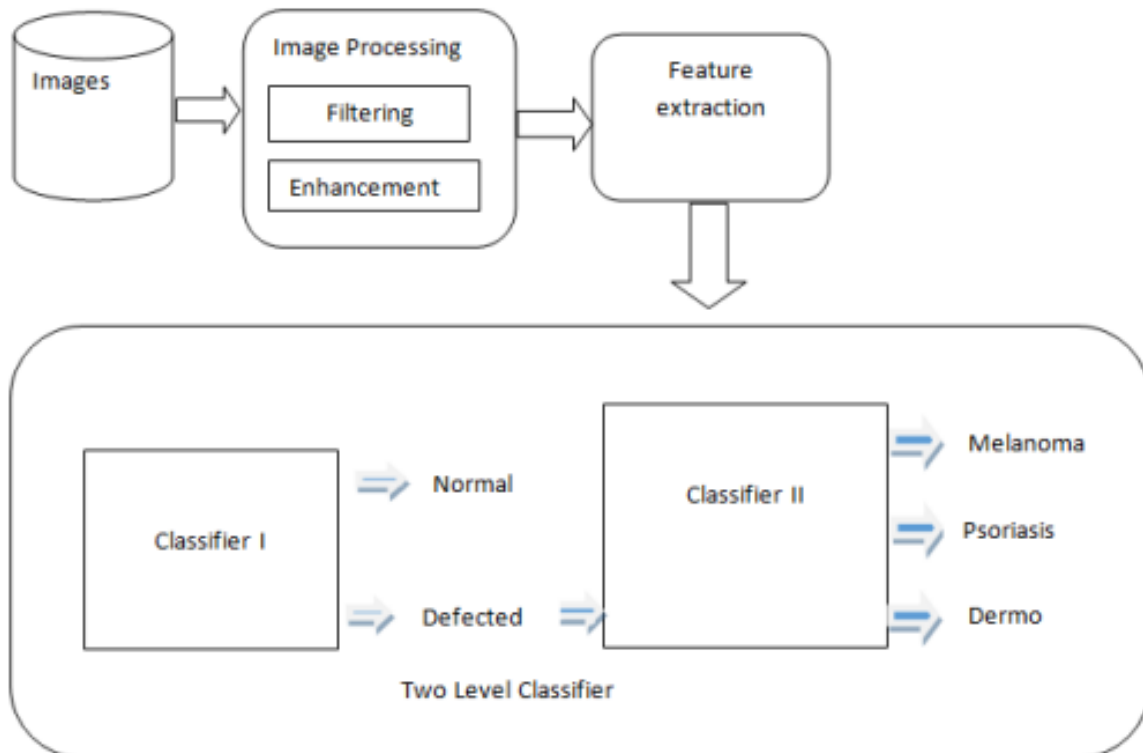 Images
Image Processing
Filtering
Enhancement
Feature
extraction
Classifier I
Normal
Defected
Classifier II
Melanoma
Psoriasis
Dermo
Two Level Classifier